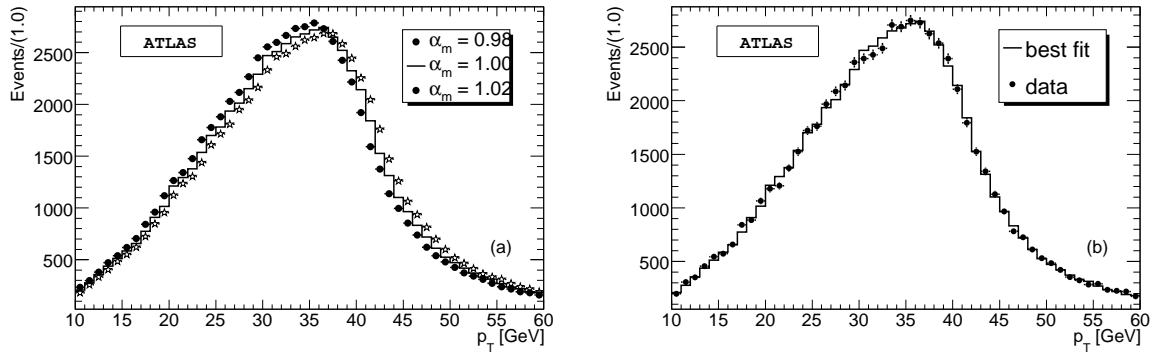 Events/(1.0)
2500
2000
1500
1000
500
ATLAS
α_m = 0.98
α_m = 1.00
α_m = 1.02
(a)
10 15 20 25 30 35 40 45 50 55 60
p_T [GeV]
Events/(1.0)
2500
2000
1500
1000
500
ATLAS
best fit
data
(b)
10 15 20 25 30 35 40 45 50 55 60
p_T [GeV]